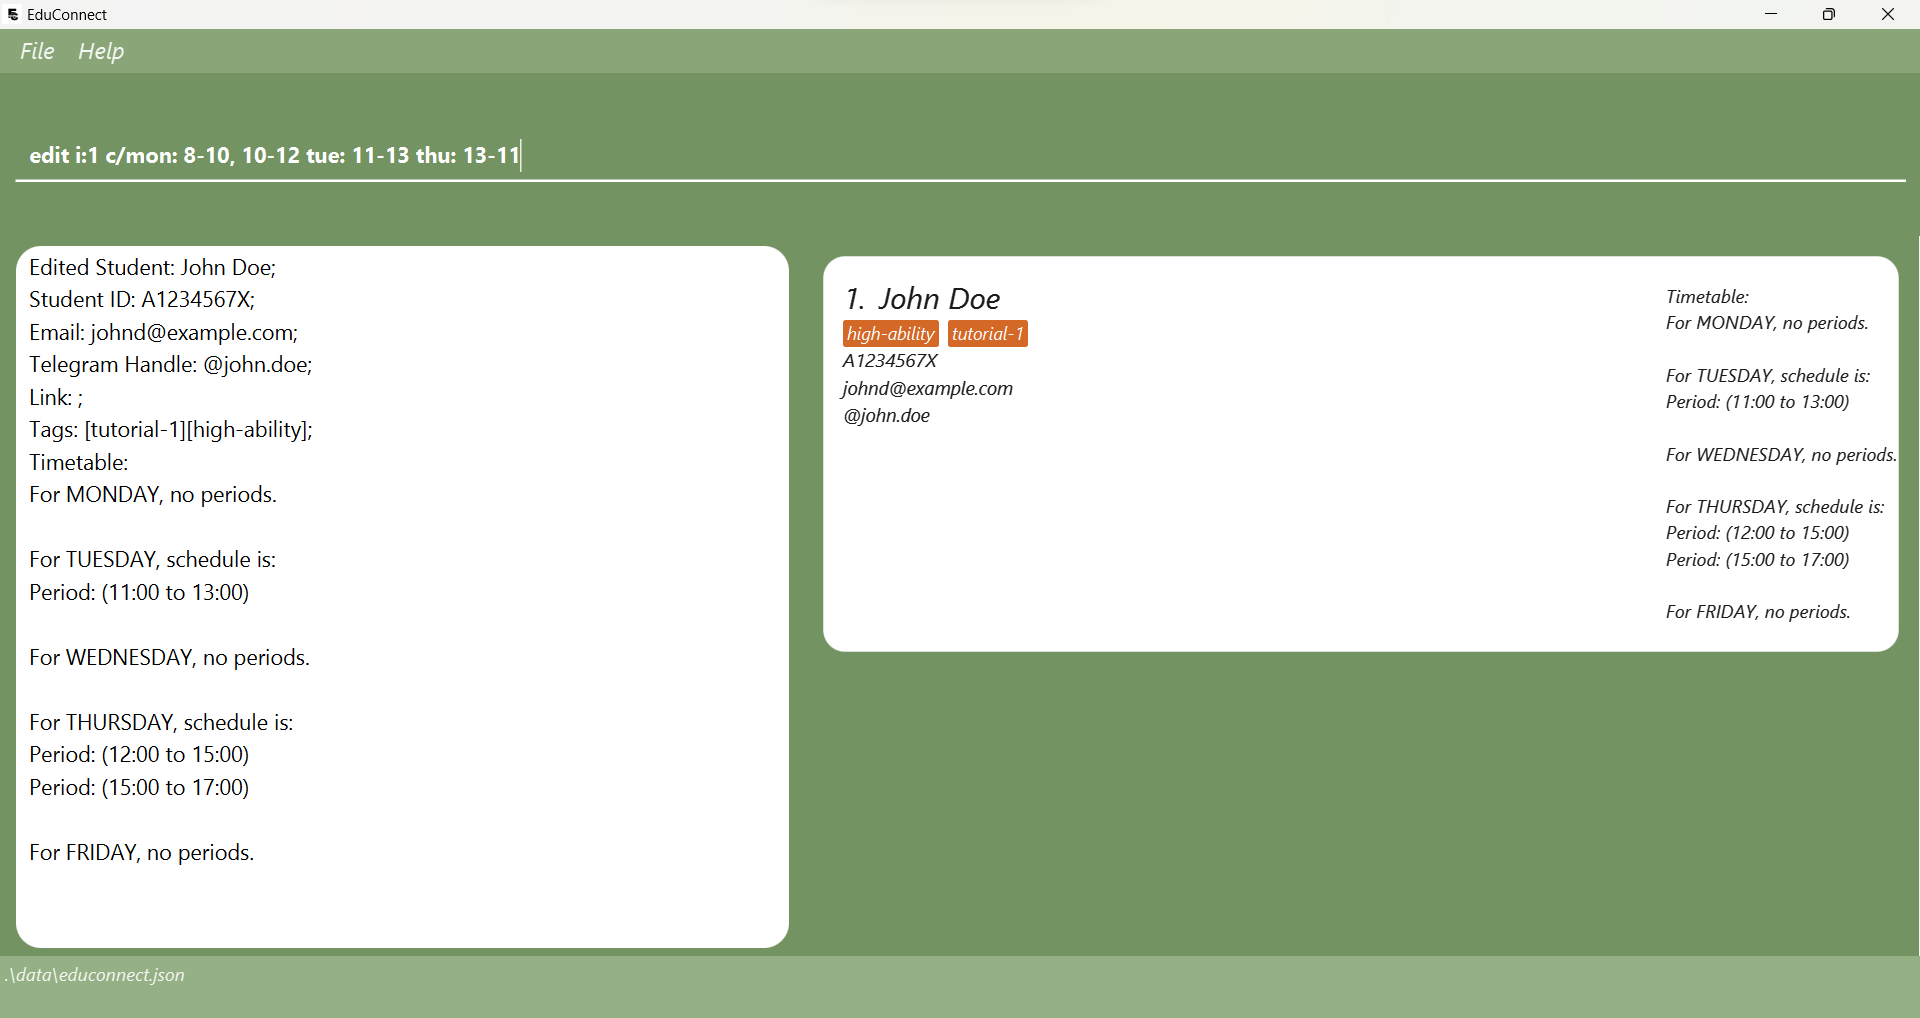 EduConnect
File Help
edit i:1 c/mon: 8-10, 10-12 tue: 11-13 thu: 13-11
Edited Student: John Doe;
Student ID: A1234567X;
Email: johnd@example.com;
Telegram Handle: @john.doe;
Link: ;
Tags: [tutorial-1][high-ability];
Timetable:
For MONDAY, no periods.
For TUESDAY, schedule is:
Period: (11:00 to 13:00)
For WEDNESDAY, no periods.
For THURSDAY, schedule is:
Period: (12:00 to 15:00)
Period: (15:00 to 17:00)
For FRIDAY, no periods.
1. John Doe
high-ability tutorial-1
A1234567X
johnd@example.com
@john.doe
Timetable:
For MONDAY, no periods.
For TUESDAY, schedule is:
Period: (11:00 to 13:00)
For WEDNESDAY, no periods.
For THURSDAY, schedule is:
Period: (12:00 to 15:00)
Period: (15:00 to 17:00)
For FRIDAY, no periods.
.\data\educonnect.json